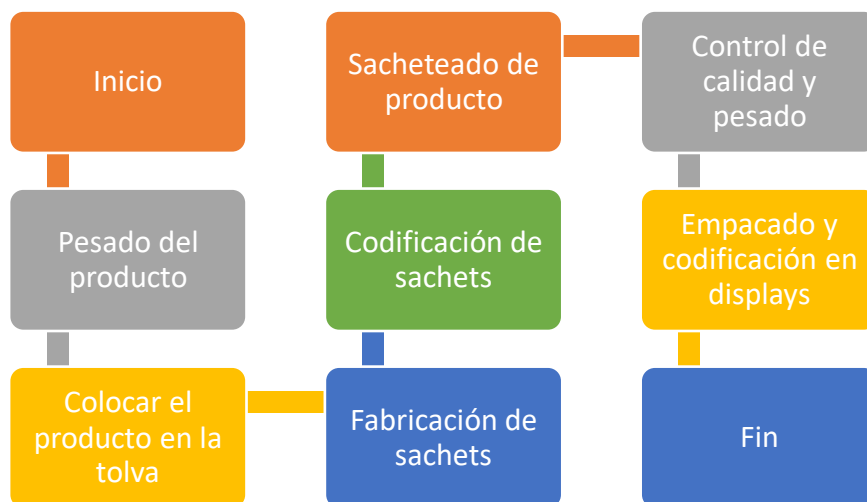 Inicio
Pesado del
producto
Colocar el
producto en la
tolva
Fabricación de
sachets
Codificación de
sachets
Sacheteado de
producto
Control de
calidad y
pesado
Empacado y
codificación en
displays
Fin